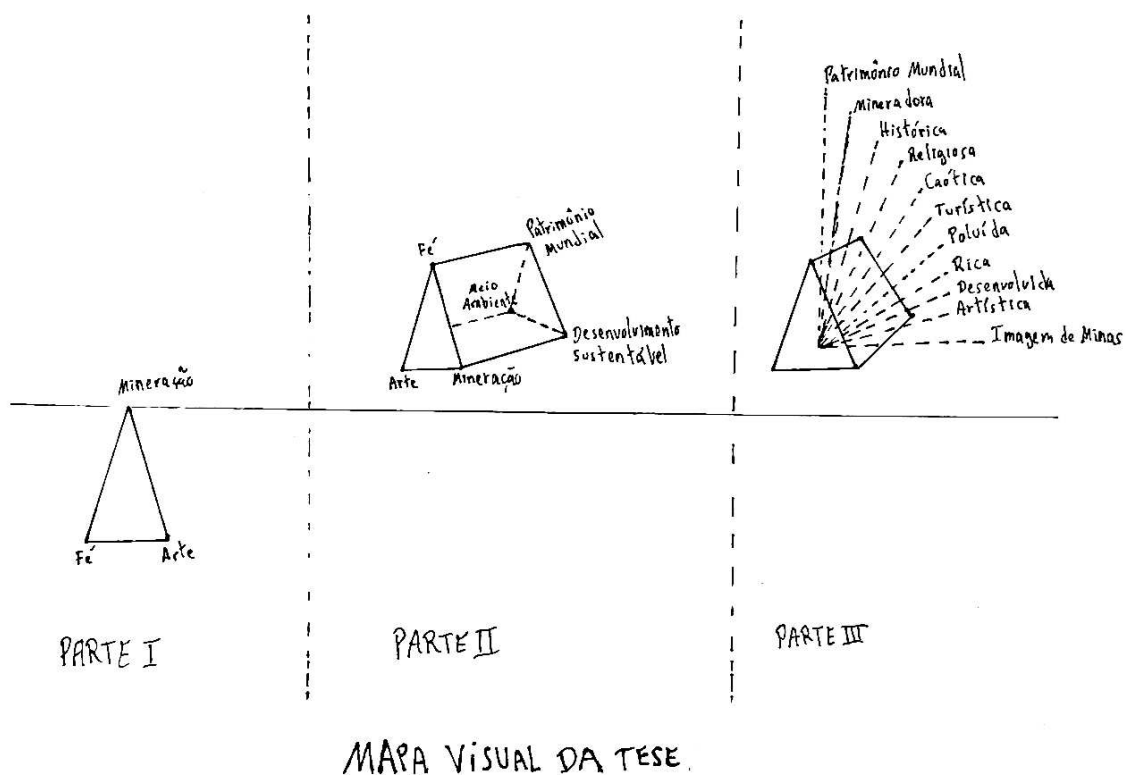 Mineração
Fé
Arte
PARTE I
Fé
Patrimônio
Mundial
Meio
Ambiente
Desenvolvimento
Sustentável
Arte
Mineração
PARTE II
Patrimônio Mundial
Mineradora
Histórica
Religiosa
Caótica
Turística
Poluída
Rica
Desenvolvida
Artística
Imagem de Minas
PARTE III
MAPA VISUAL DA TESE.